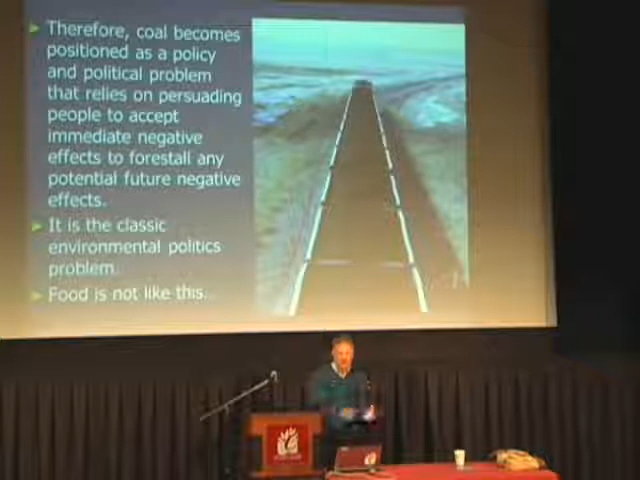 Therefore, coal becomes
positioned as a policy
and political problem
that relies on persuading
people to accept
immediate negative
effects to forestall any
potential future negative
effects.
It is the classic
environmental politics
problem.
Food is not like this.